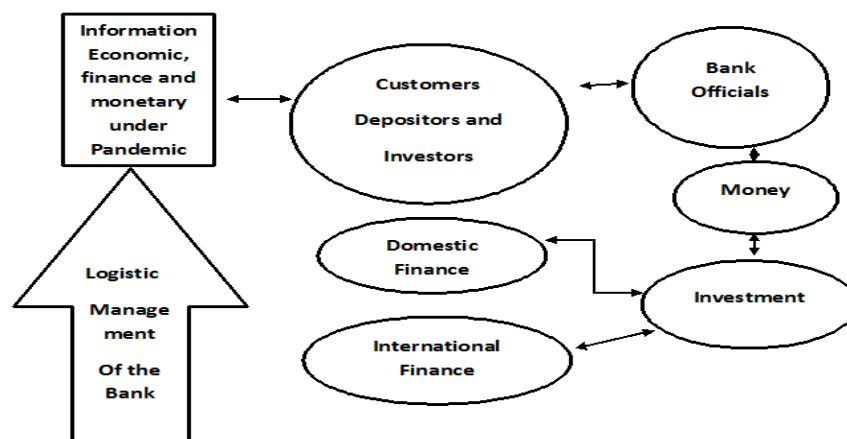 Information
Economic,
finance and
monetary
under
Pandemic
Customers
Depositors and
Investors
Bank
Officials
Money
Domestic
Finance
Investment
International
Finance
Logistic
Manage
ment
Of the
Bank